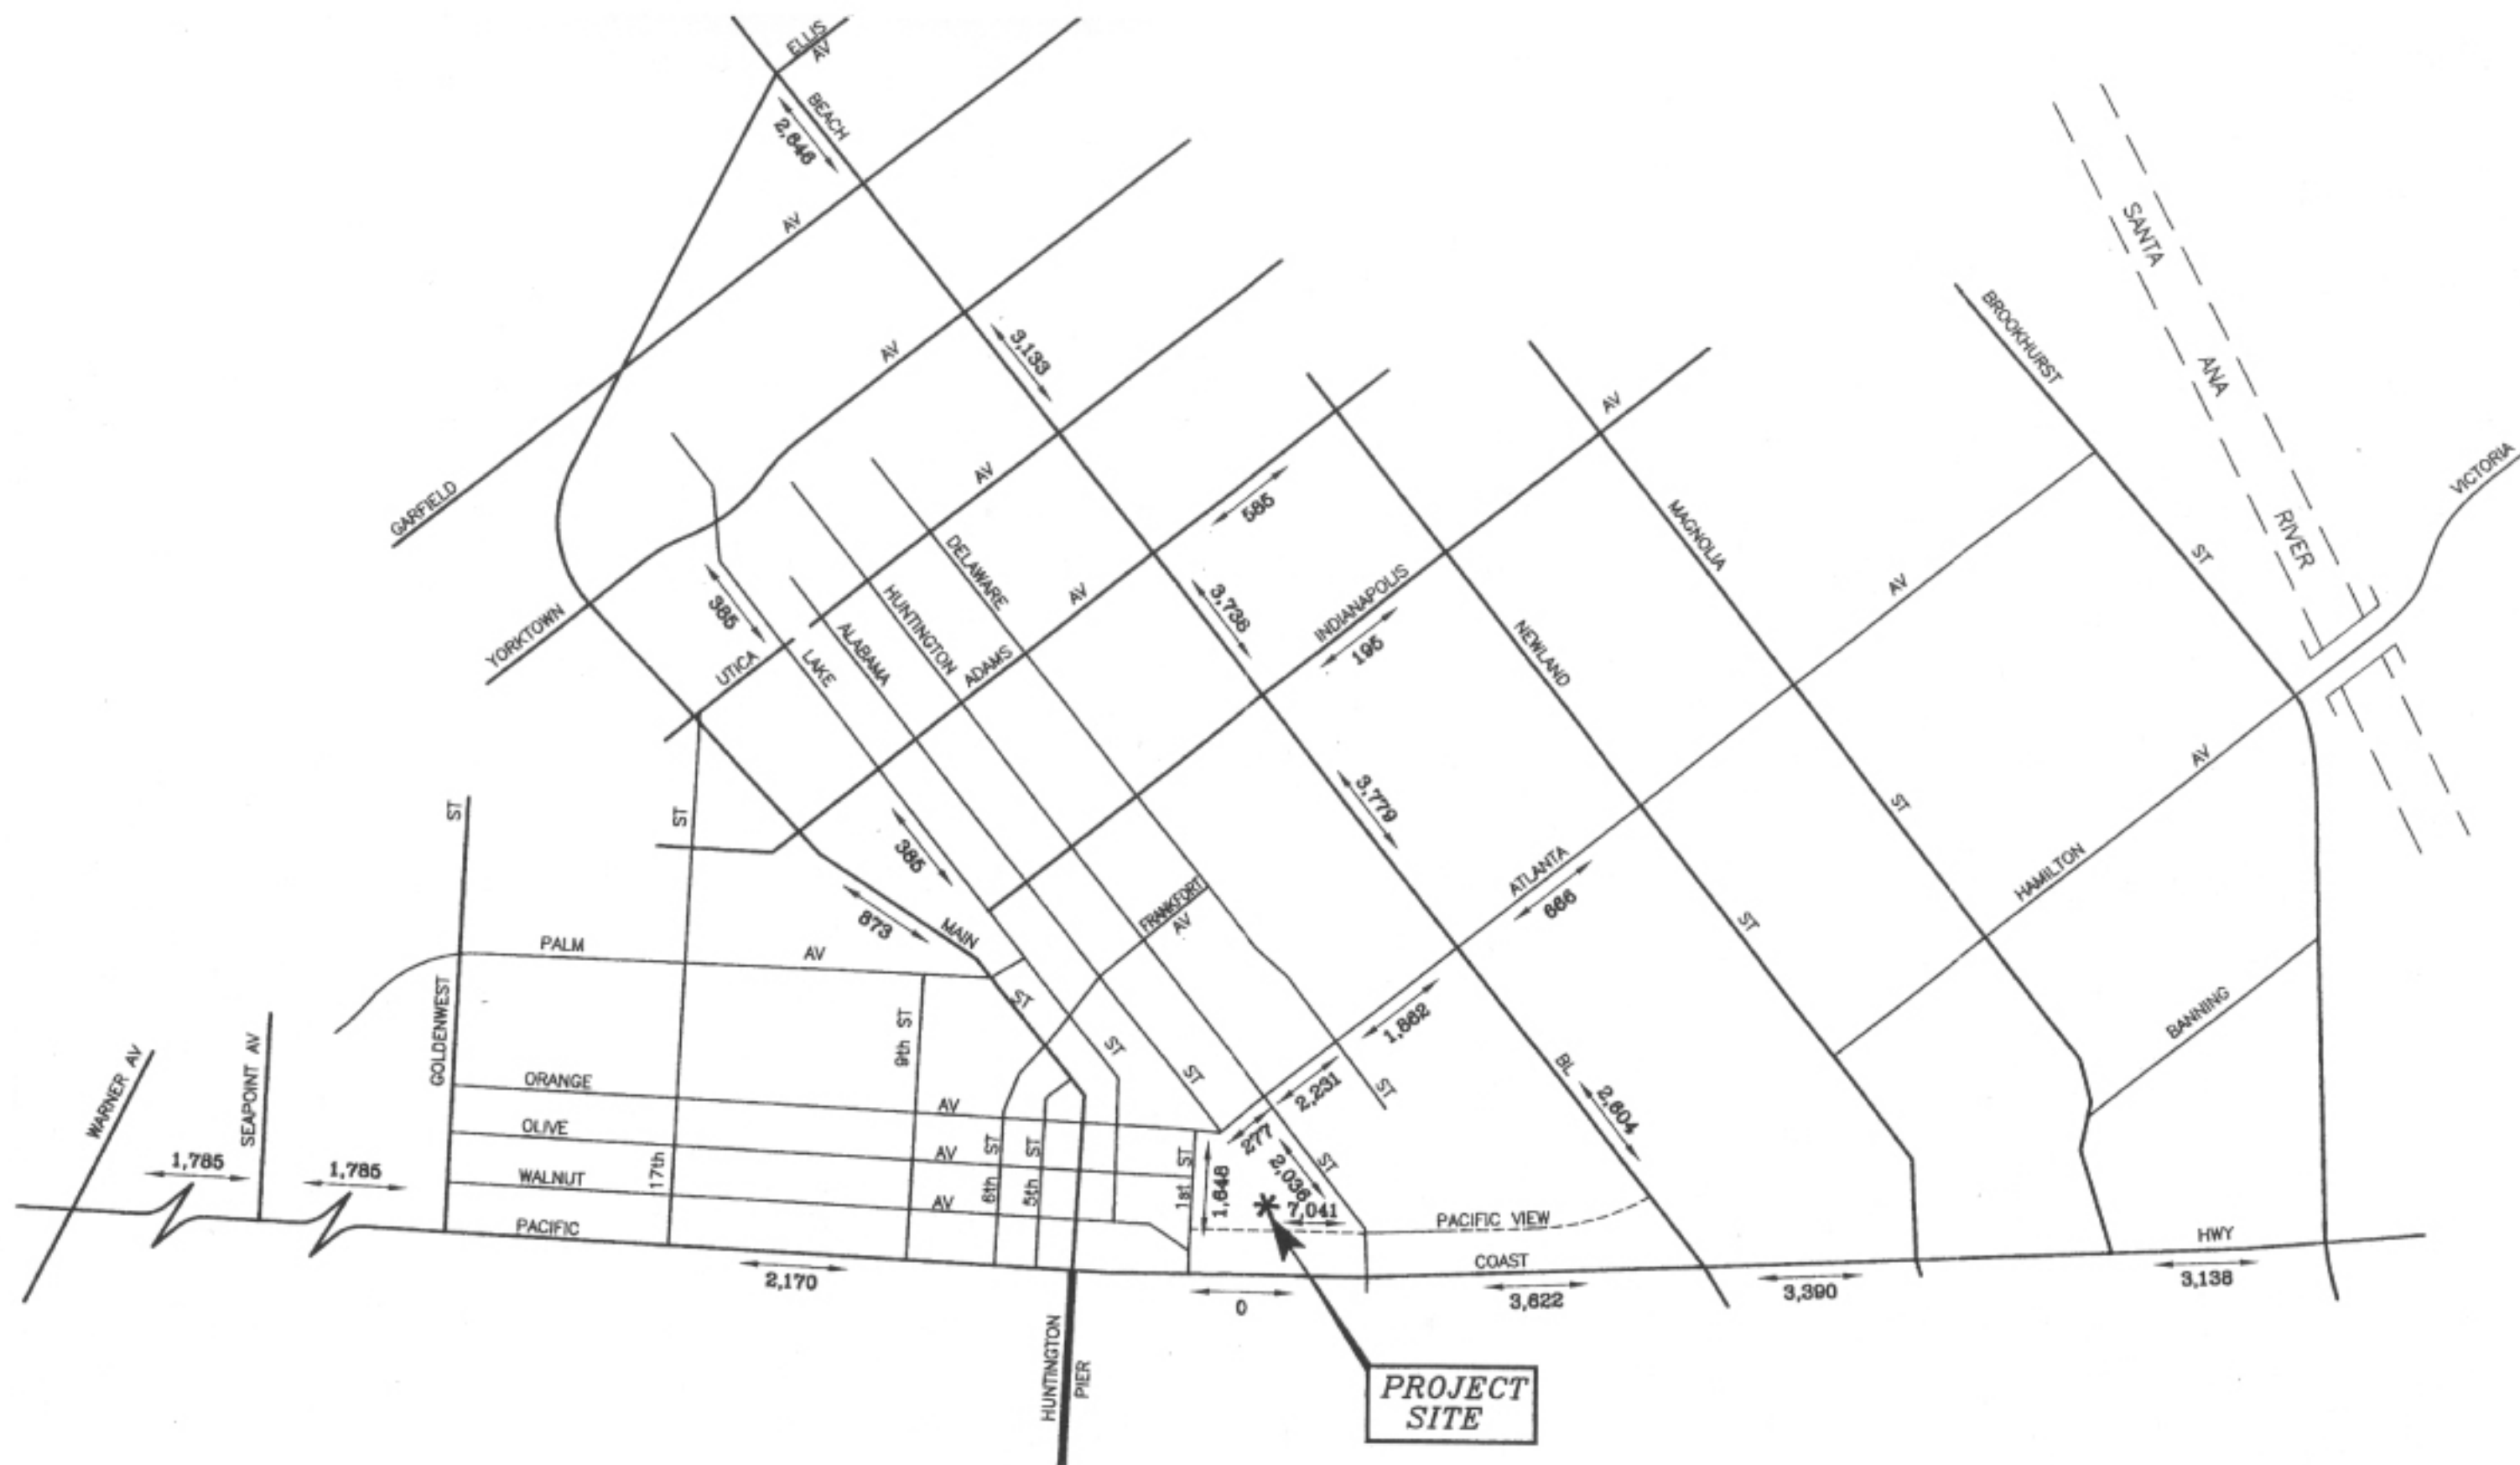 ELLIS
AV
BEACH
2,646
AV
SANTA
ANA
RIVER
BROOKHURST
ST
VICTORIA
3,133
AV
AV
GARFIELD
AV
585
MAGNOLIA
DELAWARE
HUNTINGTON
ALABAMA
LAKE
385
YORKTOWN
UTICA
ADAMS
AV
3,736
INDIANAPOLIS
195
NEWLAND
AV
AV
HAMILTON
ST
ST
3,779
ST
ST
385
873
MAIN
FRANKFORT
AV
ATLANTA
666
PALM
AV
ST
GOLDENWEST
9th ST
ST
ST
1,862
BANNING
WARNER AV
SEAPOINT AV
ORANGE
AV
OLIVE
AV
WALNUT
AV
17th
6th ST
5th ST
1st ST
1,648
277
2,231
ST
ST
2,036
7,041
BL
2,604
1,785
1,785
PACIFIC
PACIFIC VIEW
COAST
HWY
2,170
0
3,622
3,390
3,138
HUNTINGTON
PIER
PROJECT
SITE